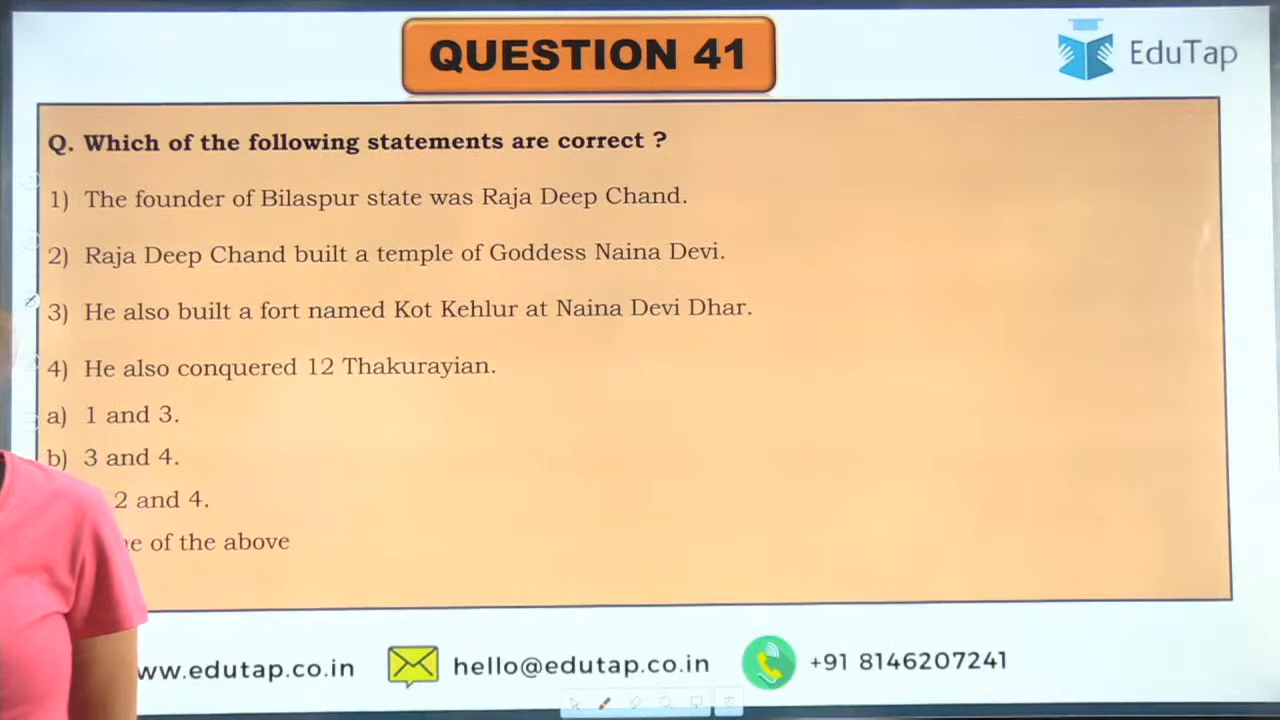 QUESTION 41
EduTap
Q. Which of the following statements are correct ?
1) The founder of Bilaspur state was Raja Deep Chand.
2) Raja Deep Chand built a temple of Goddess Naina Devi.
3) He also built a fort named Kot Kehlur at Naina Devi Dhar.
4) He also conquered 12 Thakurayian.
a) 1 and 3.
b) 3 and 4.
2 and 4.
of the above
ww.edutap.co.in
hello@edutap.co.in
+91 8146207241